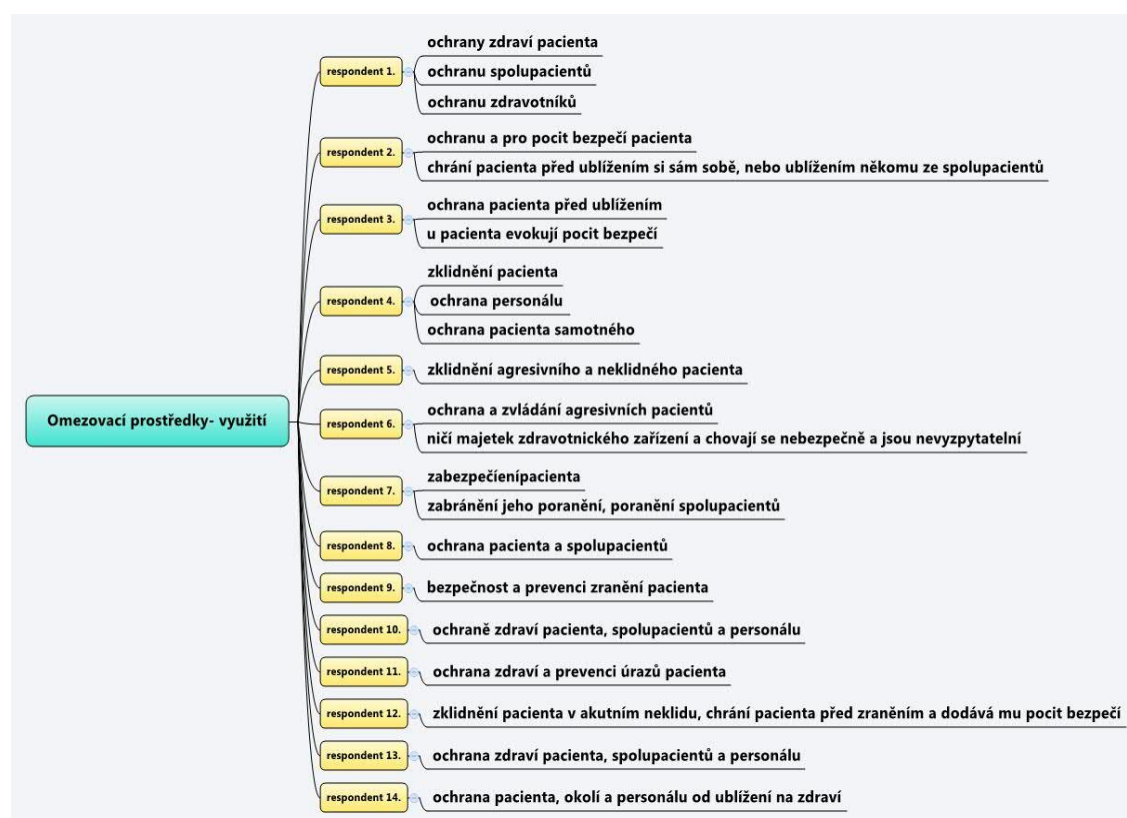 Omezovací prostředky- využití
respondent 1.
ochrany zdraví pacienta
ochranu spolupacientů
ochranu zdravotníků
respondent 2.
ochranu a pro pocit bezpečí pacienta
chrání pacienta před ublížením si sám sobě, nebo ublížením někomu ze spolupacientů
respondent 3.
ochrana pacienta před ublížením
u pacienta evokují pocit bezpečí
respondent 4.
zklidnění pacienta
ochrana personálu
ochrana pacienta samotného
respondent 5.
zklidnění agresivního a neklidného pacienta
respondent 6.
ochrana a zvládání agresivních pacientů
ničí majetek zdravotnického zařízení a chovají se nebezpečně a jsou nevyzpytatelní
respondent 7.
zabezpečíenípacienta
zabránění jeho poranění, poranění spolupacientů
respondent 8.
ochrana pacienta a spolupacientů
respondent 9.
bezpečnost a prevenci zranění pacienta
respondent 10.
ochraně zdraví pacienta, spolupacientů a personálu
respondent 11.
ochrana zdraví a prevenci úrazů pacienta
respondent 12.
zklidnění pacienta v akutním neklidu, chrání pacienta před zraněním a dodává mu pocit bezpečí
respondent 13.
ochrana zdraví pacienta, spolupacientů a personálu
respondent 14.
ochrana pacienta, okolí a personálu od ublížení na zdraví